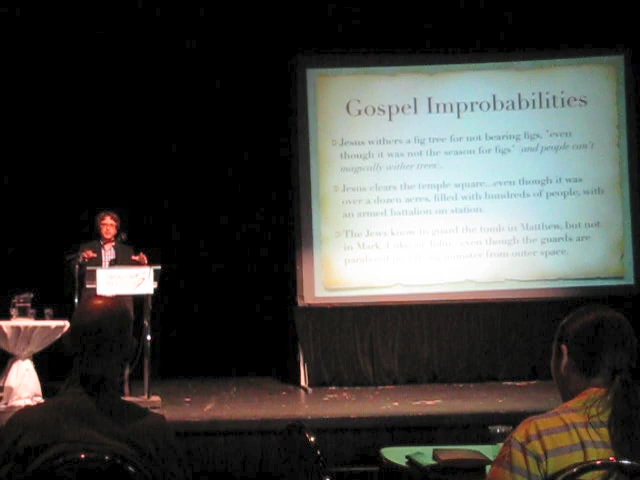 Gospel Improbabilities
Jesus withers a fig tree for not bearing figs, "even
though it was not the season for figs" (and people can't
magically wither trees).
Jesus clears the temple square...even though it was
over a dozen acres, filled with hundreds of people, with
an armed battalion on station.
The Jews know to guard the tomb in Matthew, but not
in Mark, Luke, or John even though the guards are
monster from outer space.